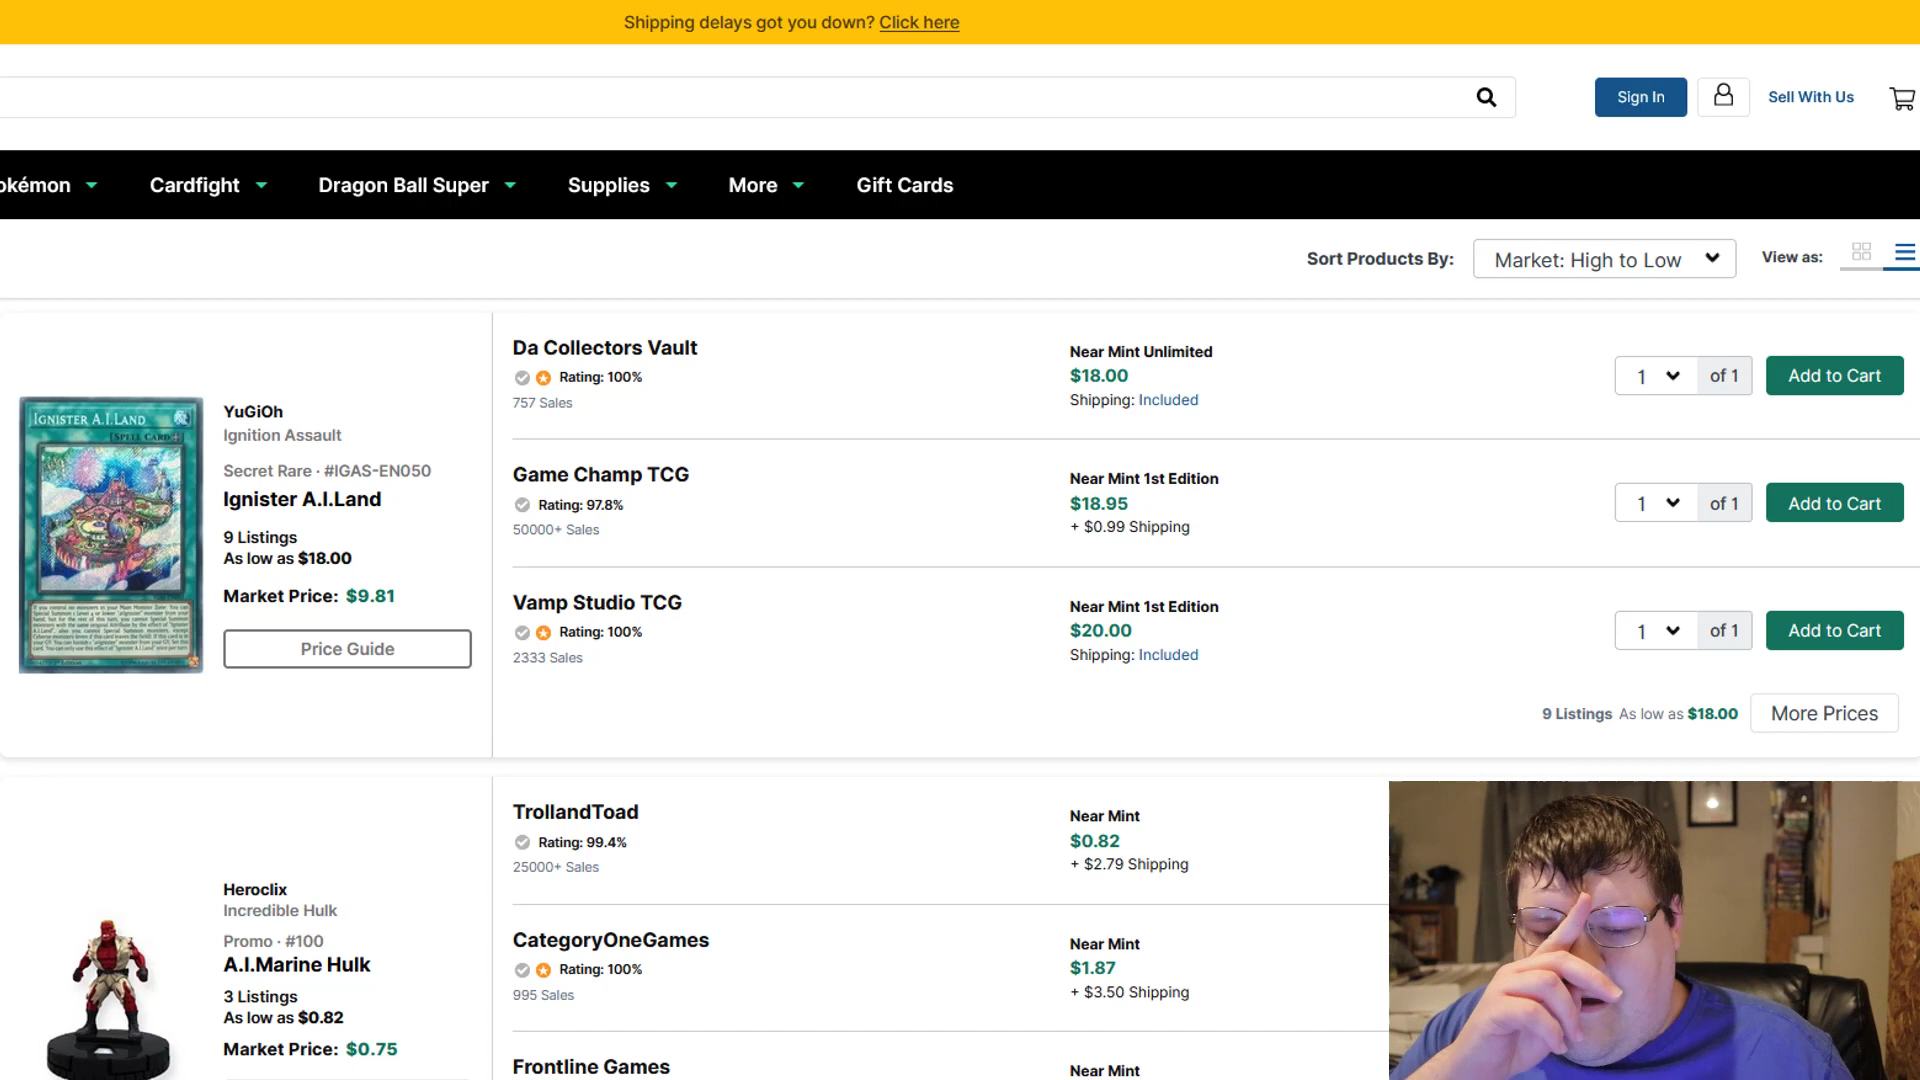 Shipping delays got you down? Click here
Sign In
Sell With Us
okémon
Cardfight
Dragon Ball Super
Supplies
More
Gift Cards
Sort Products By:
Market: High to Low
View as:
IGNISTER A.I.LAND
[SPELL CARD
YuGiOh
Ignition Assault
Secret Rare · #IGAS-EN050
Ignister A.I.Land
9 Listings
As low as $18.00
Market Price: $9.81
Price Guide
Da Collectors Vault
Rating: 100%
757 Sales
Near Mint Unlimited
$18.00
Shipping: Included
1
of 1
Add to Cart
Game Champ TCG
Rating: 97.8%
50000+ Sales
Near Mint 1st Edition
$18.95
+ $0.99 Shipping
1
of 1
Add to Cart
Vamp Studio TCG
Rating: 100%
2333 Sales
Near Mint 1st Edition
$20.00
Shipping: Included
1
of 1
Add to Cart
9 Listings As low as $18.00
More Prices
Heroclix
Incredible Hulk
Promo · #100
A.I.Marine Hulk
3 Listings
As low as $0.82
Market Price: $0.75
TrollandToad
Rating: 99.4%
25000+ Sales
Near Mint
$0.82
+ $2.79 Shipping
CategoryOneGames
Rating: 100%
995 Sales
Near Mint
$1.87
+ $3.50 Shipping
Frontline Games
Near Mint